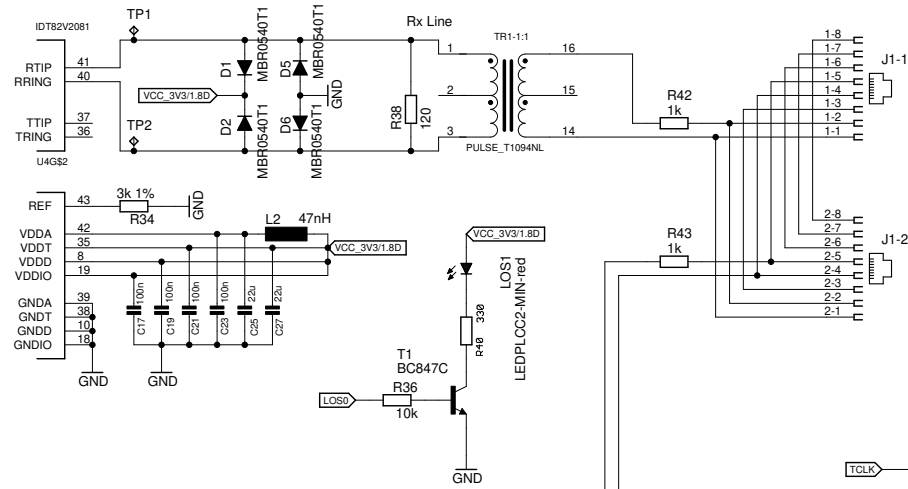 IDT82V2081
TP1
Rx Line
TR1-1:1
RTIP 41
RRING 40
TTIP 37
TRING 36
U4G$2
TP2
D1
MBR0540T1
D5
MBR0540T1
VCC_3V3/1.8D
GND
D2
MBR0540T1
D6
MBR0540T1
R38
120
1
2
3
16
15
14
PULSE_T1094NL
R42
1k
1-8
1-7
1-6
1-5
1-4
1-3
1-2
1-1
J1-1
REF 43
3k 1%
R34
GND
VDDA 42
VDDT 35
VDDD 8
VDDIO 19
L2 47nH
VCC_3V3/1.8D
GNDA 39
GNDT 38
GNDD 10
GNDIO 18
GND
100n
C17
100n
C19
100n
C21
100n
C23
22u
C25
22u
C27
GND
VCC_3V3/1.8D
LOS1
LEDPLCC2-MIN-red
330
R40
T1
BC847C
LOS0
R36
10k
GND
R43
1k
2-8
2-7
2-6
2-5
2-4
2-3
2-2
2-1
J1-2
TCLK